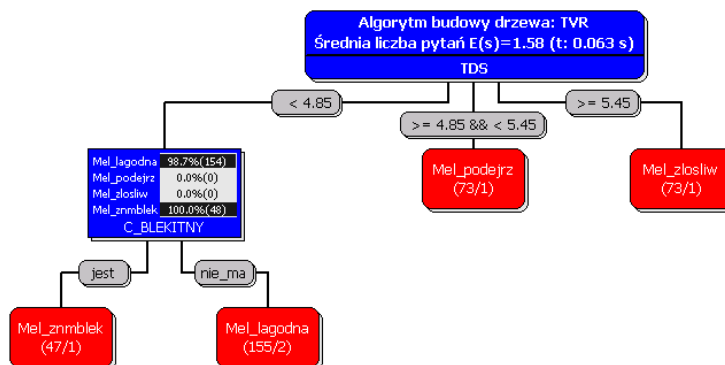 Algorytm budowy drzewa: TVR
Średnia liczba pytań E(s)=1.58 (t: 0.063 s)
TDS
< 4.85
>= 4.85 && < 5.45
>= 5.45
Mel_lagodna 98.7%(154)
Mel_podejrz 0.0%(0)
Mel_zlosliw 0.0%(0)
Mel_znmblek 100.0%(48)
C_BLEKITNY
Mel_podejrz
(73/1)
Mel_zlosliw
(73/1)
jest
nie_ma
Mel_znmblek
(47/1)
Mel_lagodna
(155/2)